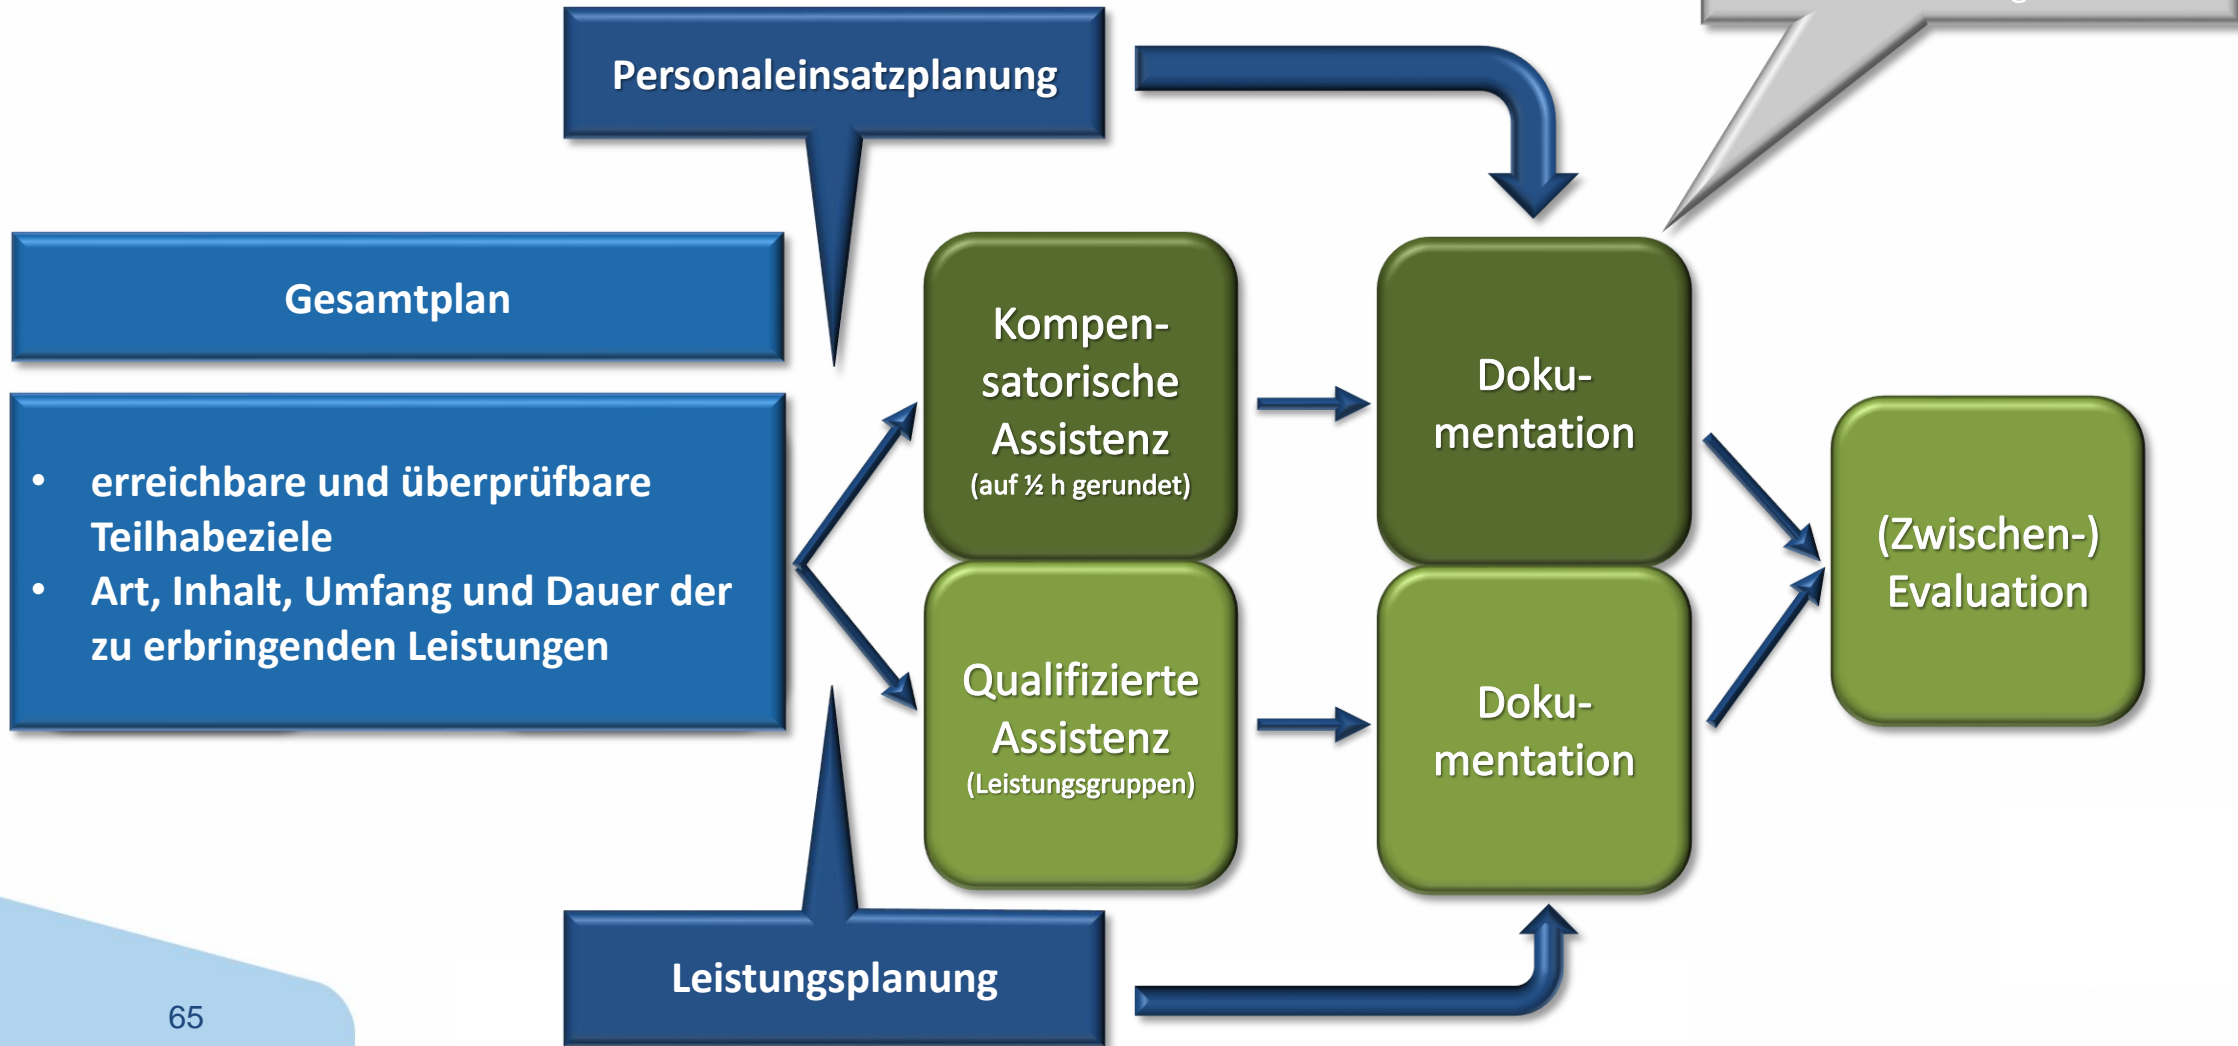 Personaleinsatzplanung
Gesamtplan
• erreichbare und überprüfbare
Teilhabeziele
• Art, Inhalt, Umfang und Dauer der
zu erbringenden Leistungen
Kompen-
satorische
Assistenz
(auf ½ h gerundet)
Doku-
mentation
Qualifizierte
Assistenz
(Leistungsgruppen)
Doku-
mentation
(Zwischen-)
Evaluation
Leistungsplanung
65